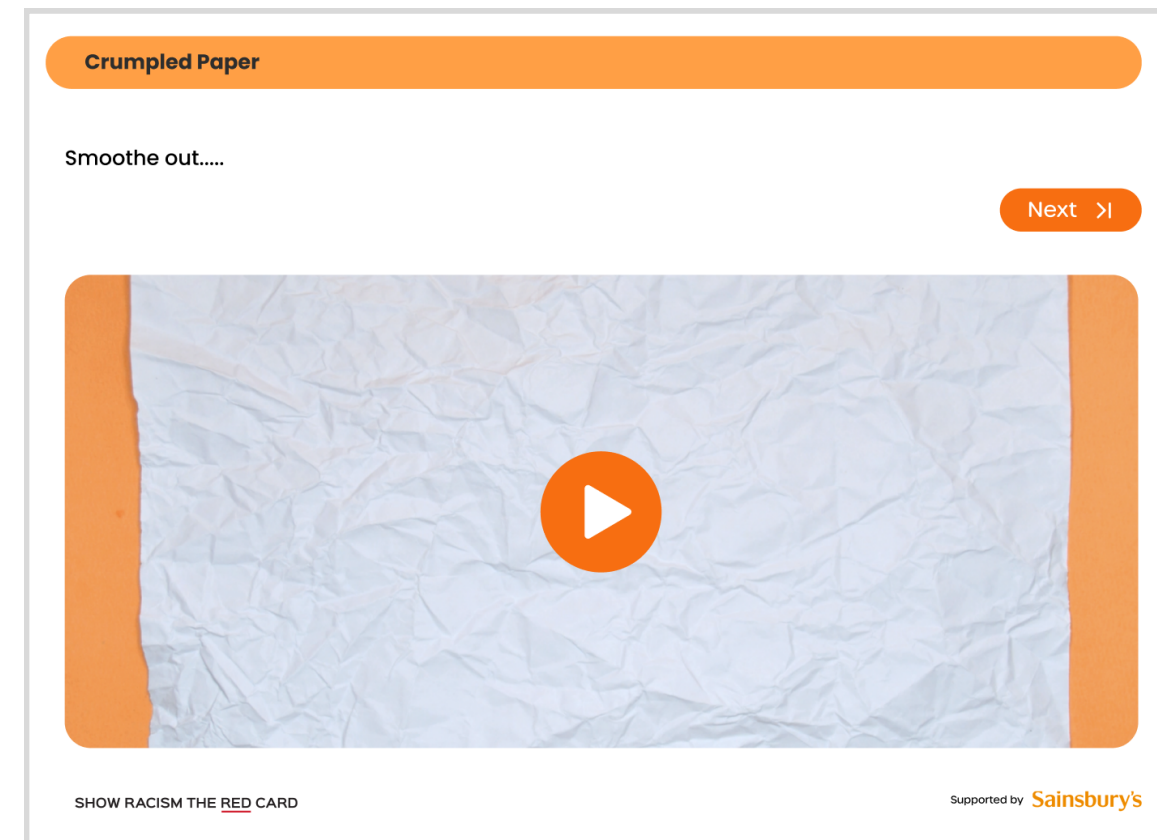 Crumpled Paper
Smoothe out.....
Next
SHOW RACISM THE RED CARD
Supported by Sainsbury's